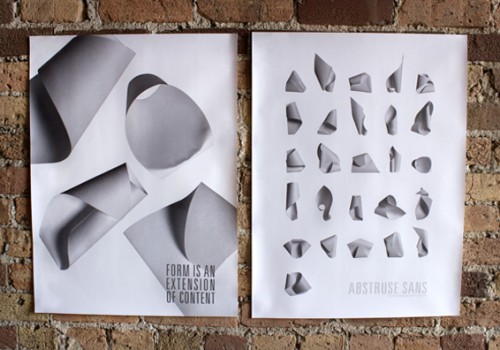 FORM IS AN
EXTENSION
OF CONTENT
ABSTRUSE SANS